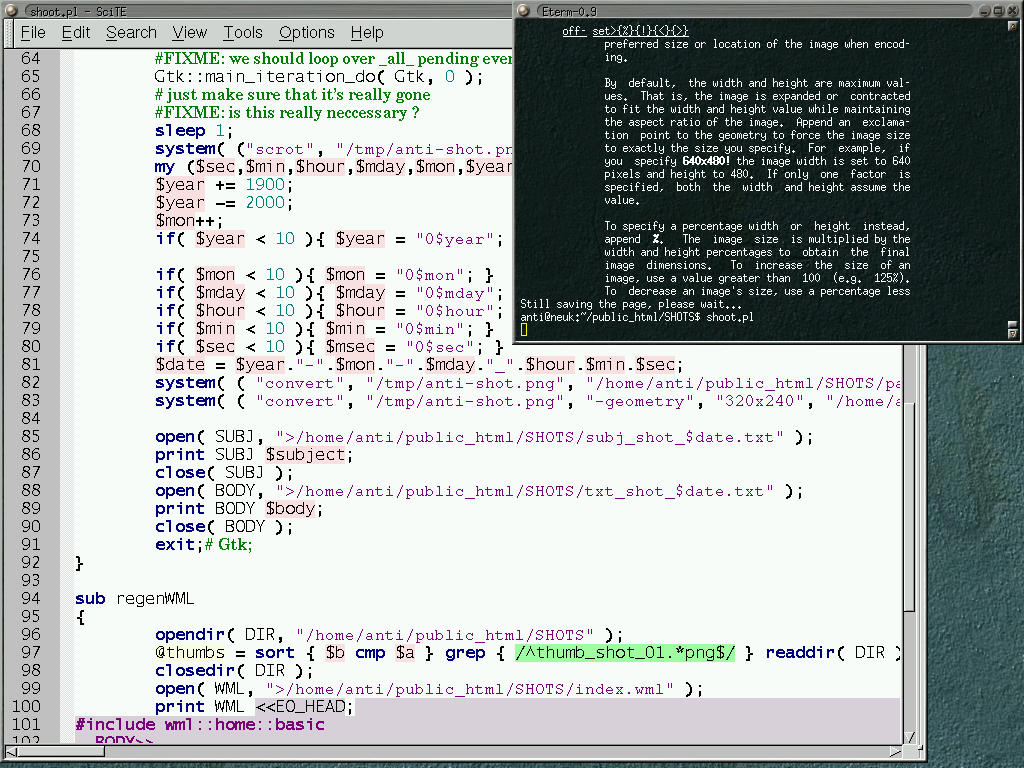 shoot.pl - SciTE
File Edit Search View Tools Options Help
64 #FIXME: we should loop over _all_ pending
65 Gtk::main_iteration_do( Gtk, 0 );
66 # just make sure that it's really gone
67 #FIXME: is this really neccessary ?
68 sleep 1;
69 system( ("scrot", "/tmp/anti-shot.pn
70 my ($sec,$min,$hour,$mday,$mon,$year
71 $year += 1900;
72 $year -= 2000;
73 $mon++;
74 if( $year < 10 ){ $year = "0$year";
75
76 if( $mon < 10 ){ $mon = "0$mon"; }
77 if( $mday < 10 ){ $mday = "0$mday";
78 if( $hour < 10 ){ $hour = "0$hour";
79 if( $min < 10 ){ $min = "0$min"; }
80 if( $sec < 10 ){ $msec = "0$sec"; }
81 $date = $year."-".$mon."-".$mday."_".$hour.$min.$sec;
82 system( ( "convert", "/tmp/anti-shot.png", "/home/anti/public_html/SHOTS/pa
83 system( ( "convert", "/tmp/anti-shot.png", "-geometry", "320x240", "/home/a
84
85 open( SUBJ, ">/home/anti/public_html/SHOTS/subj_shot_$date.txt" );
86 print SUBJ $subject;
87 close( SUBJ );
88 open( BODY, ">/home/anti/public_html/SHOTS/txt_shot_$date.txt" );
89 print BODY $body;
90 close( BODY );
91 exit;# Gtk;
92 }
93
94 sub regenWML
95 {
96 opendir( DIR, "/home/anti/public_html/SHOTS" );
97 @thumbs = sort { $b cmp $a } grep { /^thumb_shot_01.*png$/ } readdir( DIR )
98 closedir( DIR );
99 open( WML, ">/home/anti/public_html/SHOTS/index.wml" );
100 print WML <<EO_HEAD;
101 #include wml::home::basic
102 BODY>>
Eterm-0.9
off- set>{%}{!}{<}{>}
preferred size or location of the image when encod-
ing.
By default, the width and height are maximum val-
ues. That is, the image is expanded or contracted
to fit the width and height value while maintaining
the aspect ratio of the image. Append an exclama-
tion point to the geometry to force the image size
to exactly the size you specify. For example, if
you specify 640x480! the image width is set to 640
pixels and height to 480. If only one factor is
specified, both the width and height assume the
value.
To specify a percentage width or height instead,
append %. The image size is multiplied by the
width and height percentages to obtain the final
image dimensions. To increase the size of an
image, use a value greater than 100 (e.g. 125%).
To decrease an image's size, use a percentage less
Still saving the page, please wait...
anti@neuk:~/public_html/SHOTS$ shoot.pl